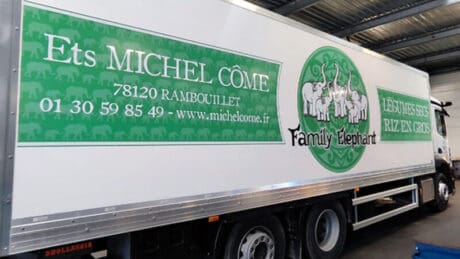 Ets MICHEL CÔME
78120 RAMBOUILLET
01 30 59 85 49 - www.michelcome.fr
Family Elephant
LÉGUMES SECS
RIZ EN GROS